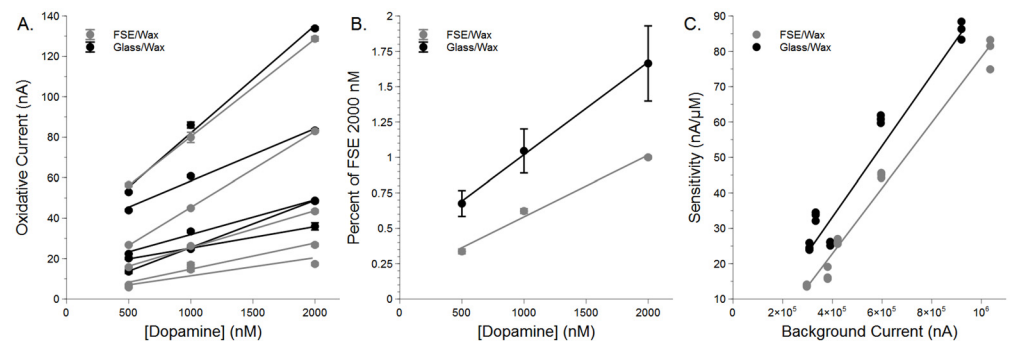 A.
FSE/Wax
Glass/Wax
Oxidative Current (nA)
140
120
100
80
60
40
20
0
0 500 1000 1500 2000
[Dopamine] (nM)
B.
FSE/Wax
Glass/Wax
Percent of FSE 2000 nM
2
1.75
1.5
1.25
1
0.75
0.5
0.25
0
0 500 1000 1500 2000
[Dopamine] (nM)
C.
FSE/Wax
Glass/Wax
Sensitivity (nA/µM)
90
80
70
60
50
40
30
20
10
0 2×10⁵ 4×10⁵ 6×10⁵ 8×10⁵ 10⁶
Background Current (nA)